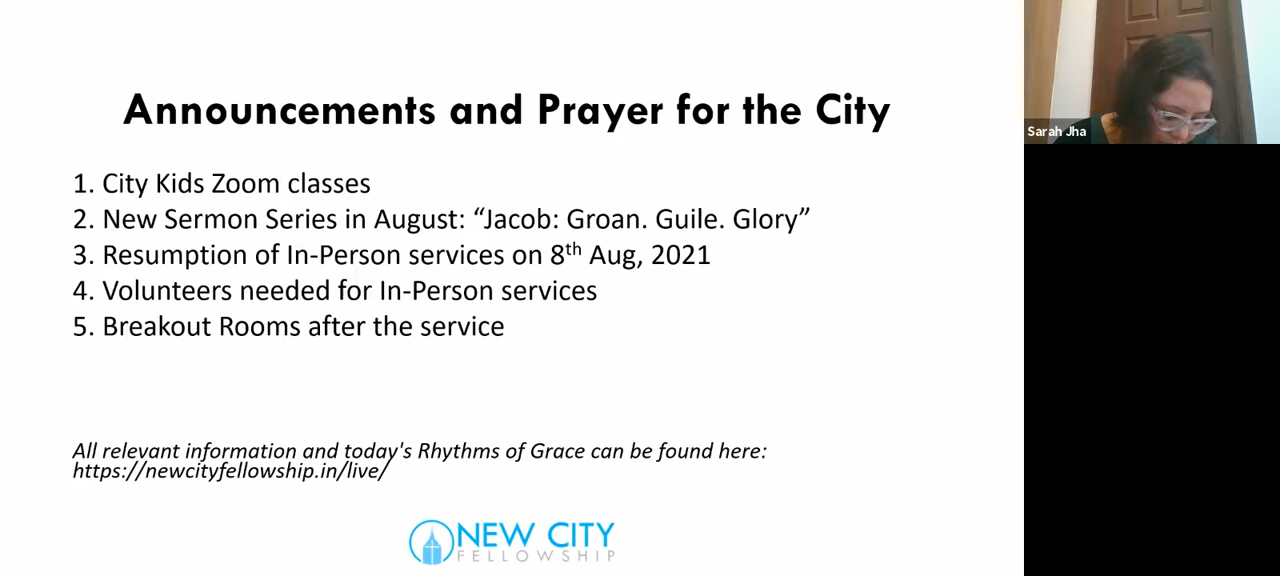 Announcements and Prayer for the City
1. City Kids Zoom classes
2. New Sermon Series in August: “Jacob: Groan. Guile. Glory”
3. Resumption of In-Person services on 8th Aug, 2021
4. Volunteers needed for In-Person services
5. Breakout Rooms after the service
All relevant information and today's Rhythms of Grace can be found here:
https://newcityfellowship.in/live/
NEW CITY
FELLOWSHIP
Sarah Jha